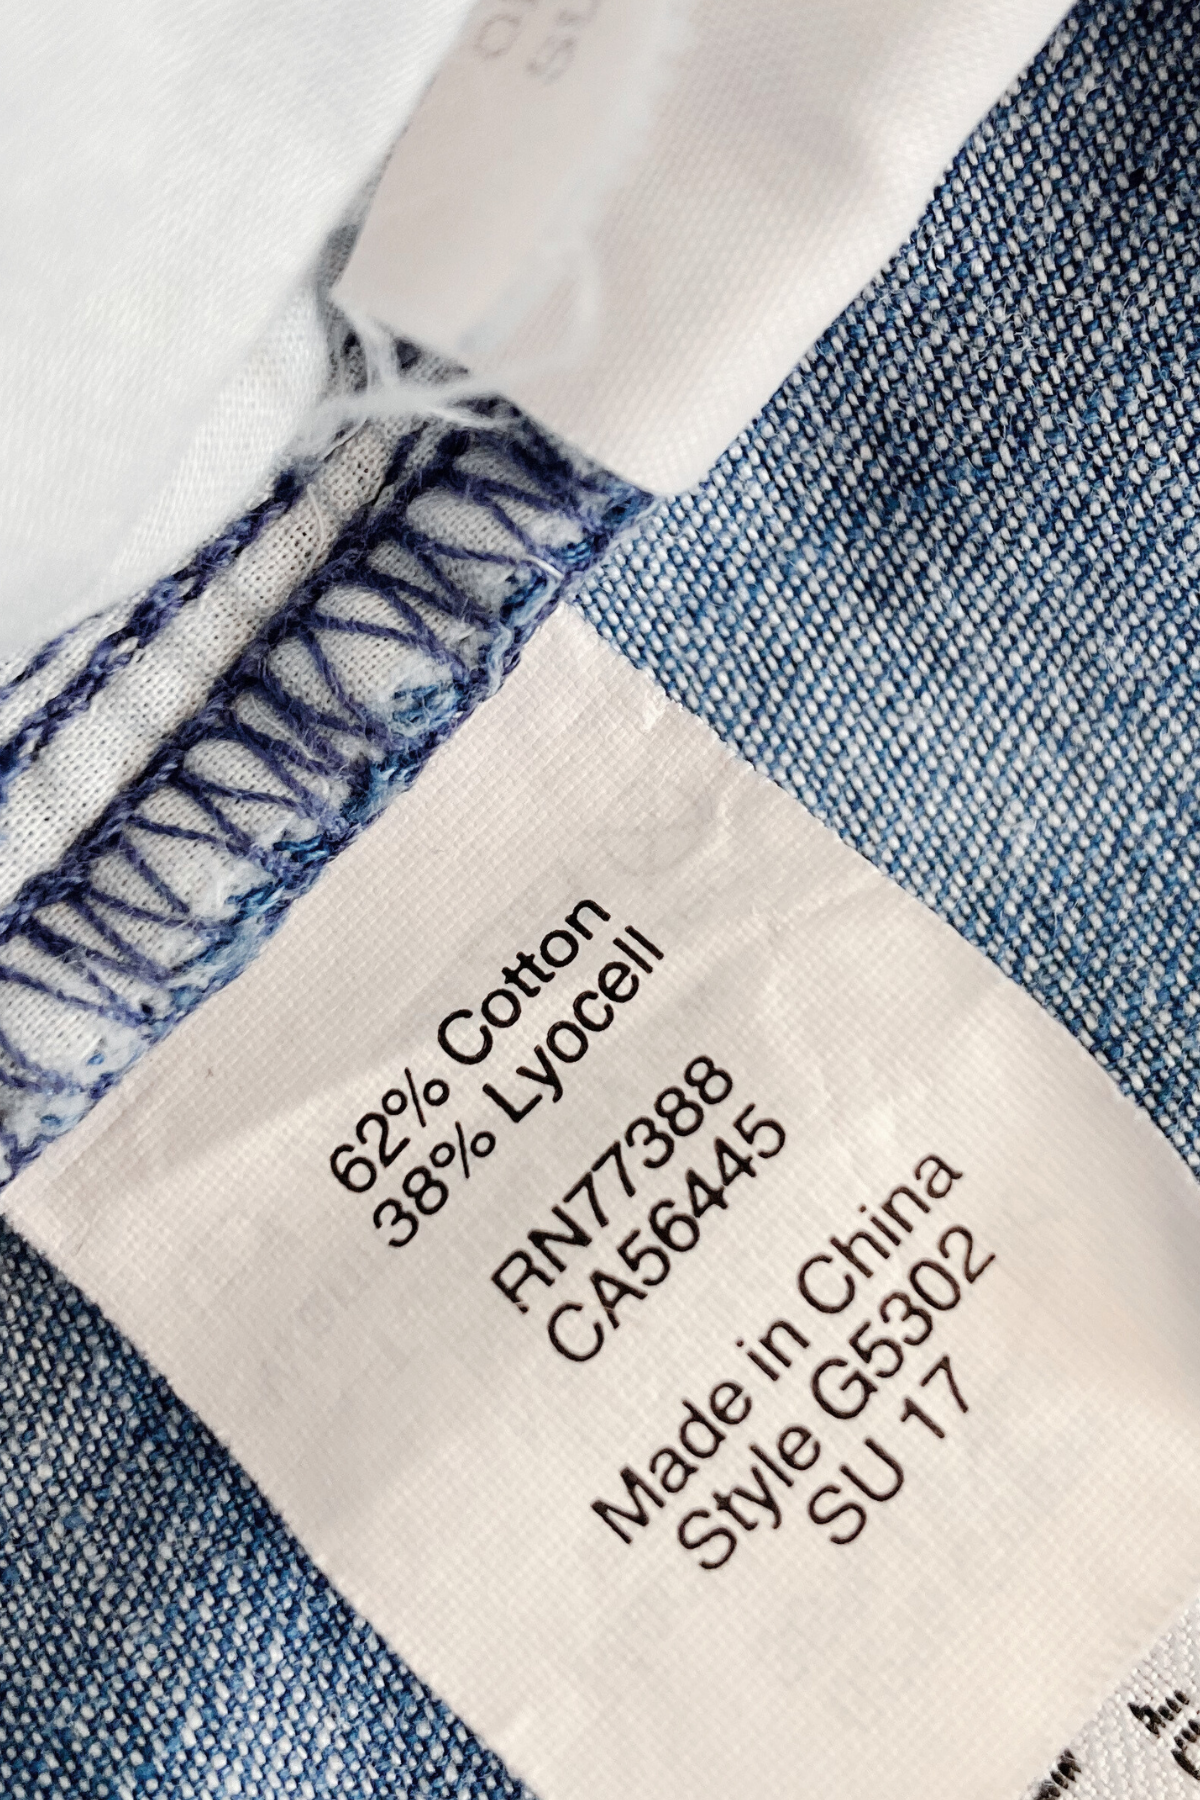 62% Cotton
38% Lyocell
RN77388
CA56445
Made in China
Style G5302
SU 17